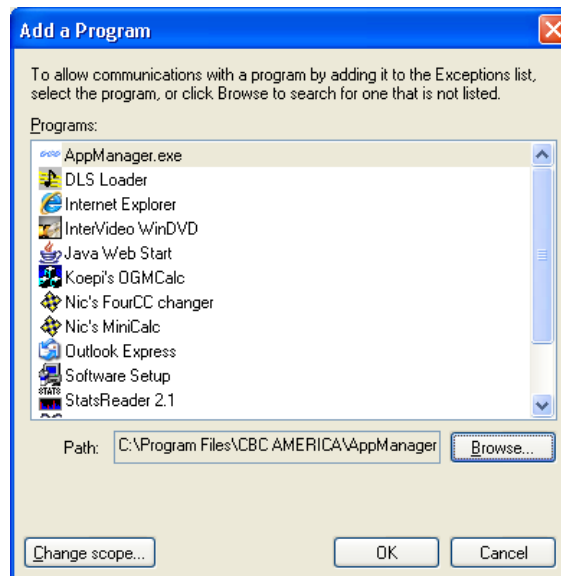 Add a Program
To allow communications with a program by adding it to the Exceptions list,
select the program, or click Browse to search for one that is not listed.
Programs:
AppManager.exe
DLS Loader
Internet Explorer
InterVideo WinDVD
Java Web Start
Koepi's OGMCalc
Nic's FourCC changer
Nic's MiniCalc
Outlook Express
Software Setup
STATS
StatsReader 2.1
Path: C:\Program Files\CBC AMERICA\AppManager Browse...
Change scope... OK Cancel